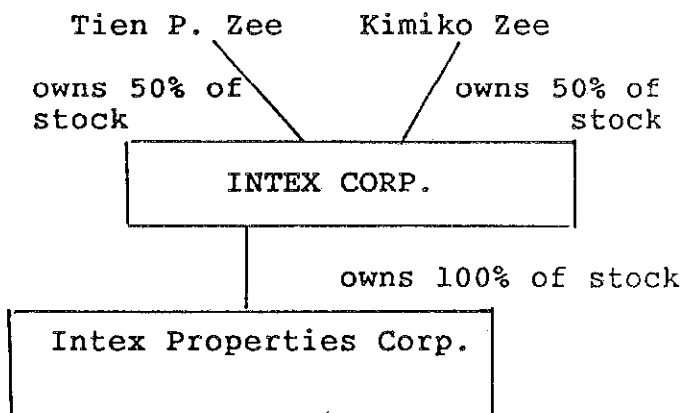 Tien P. Zee Kimiko Zee
owns 50% of
stock
owns 50% of
stock
INTEX CORP.
owns 100% of stock
Intex Properties Corp.